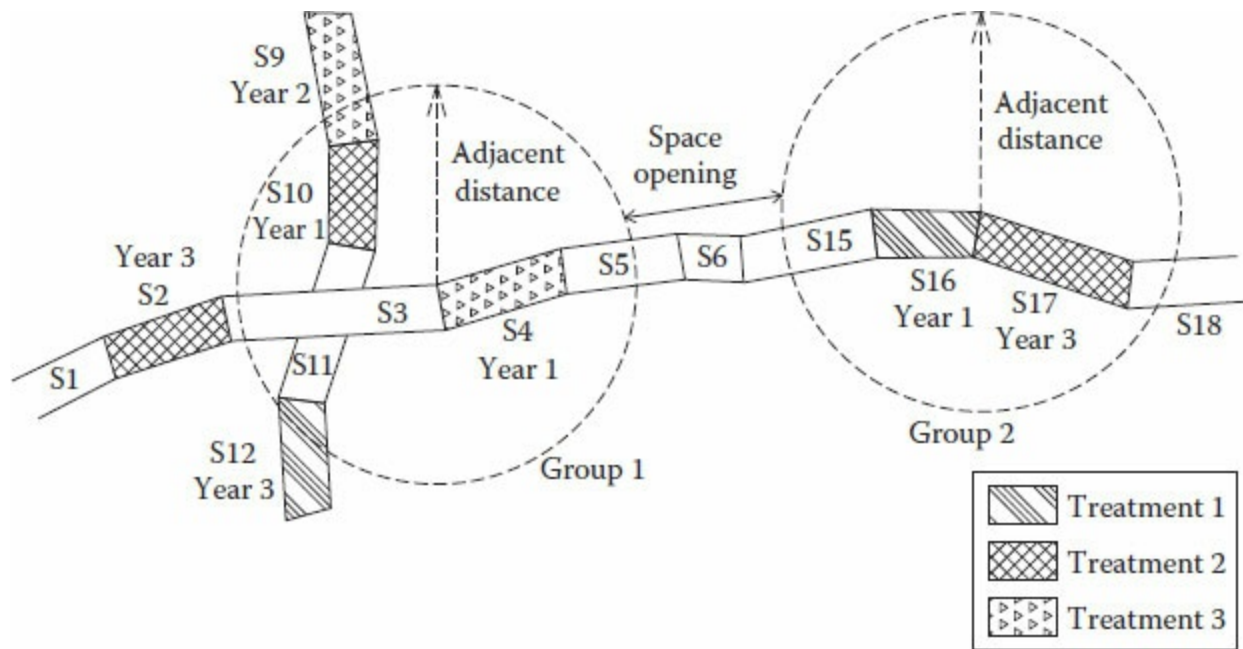 S9
Year 2
S10
Year 1
Year 3
S2
S1
S3
S11
S12
Year 3
Adjacent
distance
S4
Year 1
S5
Group 1
Space
opening
S6
S15
Adjacent
distance
S16
Year 1
S17
Year 3
S18
Group 2
Treatment 1
Treatment 2
Treatment 3